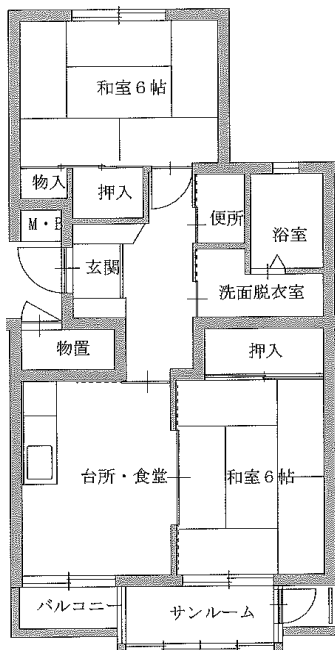 和室6帖
物入
押入
M・B
便所
浴室
玄関
洗面脱衣室
物置
押入
台所・食堂
和室6帖
バルコニー
サンルーム